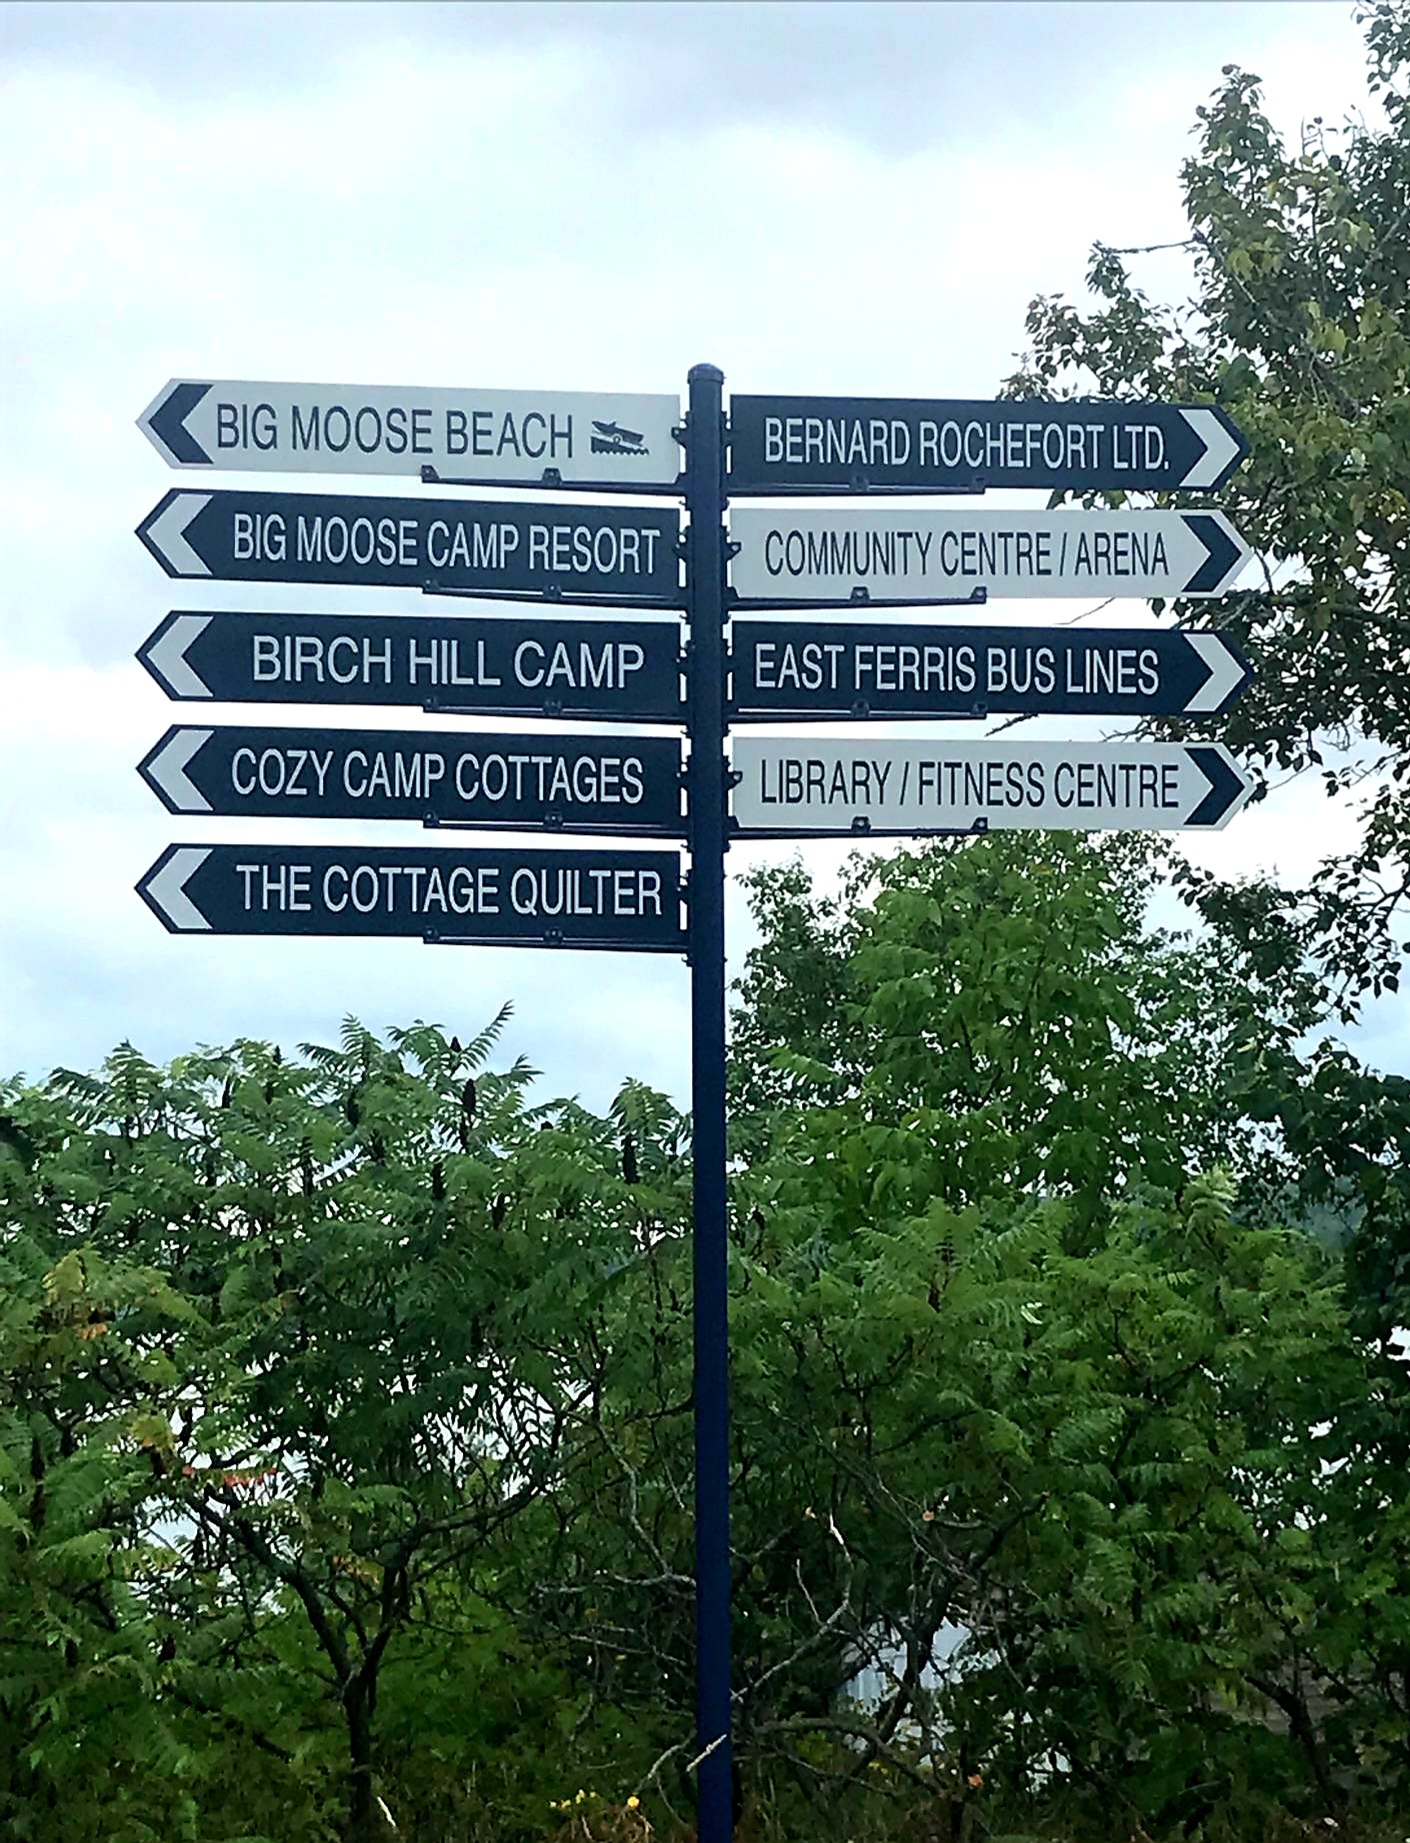 BIG MOOSE BEACH
BIG MOOSE CAMP RESORT
BIRCH HILL CAMP
COZY CAMP COTTAGES
THE COTTAGE QUILTER
BERNARD ROCHEFORT LTD.
COMMUNITY CENTRE / ARENA
EAST FERRIS BUS LINES
LIBRARY / FITNESS CENTRE